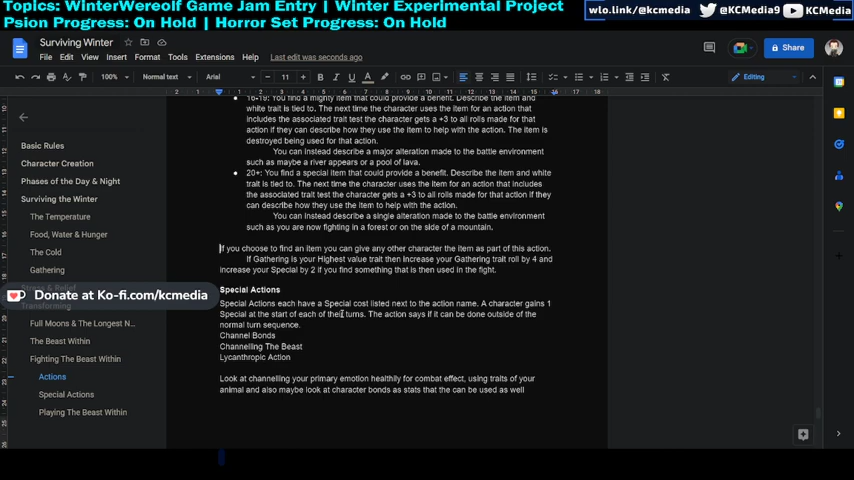 Topics: WinterWereolf Game Jam Entry | Winter Experimental Project
Psion Progress: On Hold | Horror Set Progress: On Hold
wlo.link/@kcmedia
@KCMedia9
KCMedia
Surviving Winter
File Edit View Insert Format Tools Extensions Help Last edit was seconds ago
Share
100% Normal text Arial 11
Editing
Basic Rules
Character Creation
Phases of the Day & Night
Surviving the Winter
The Temperature
Food, Water & Hunger
The Cold
Gathering
Transforming
Full Moons & The Longest N...
The Beast Within
Fighting The Beast Within
Actions
Special Actions
Playing The Beast Within
Donate at Ko-fi.com/kcmedia
16-19: You find a mighty item that could provide a benefit. Describe the item and
white trait is tied to. The next time the character uses the item for an action that
includes the associated trait test the character gets a +3 to all rolls made for that
action if they can describe how they use the item to help with the action. The item is
destroyed being used for that action.
You can instead describe a major alteration made to the battle environment
such as maybe a river appears or a pool of lava.
20+: You find a special item that could provide a benefit. Describe the item and white
trait is tied to. The next time the character uses the item for an action that includes
the associated trait test the character gets a +3 to all rolls made for that action if they
can describe how they use the item to help with the action.
You can instead describe a single alteration made to the battle environment
such as you are now fighting in a forest or on the side of a mountain.
If you choose to find an item you can give any other character the item as part of this action.
If Gathering is your Highest value trait then increase your Gathering trait roll by 4 and
increase your Special by 2 if you find something that is then used in the fight.
Special Actions
Special Actions each have a Special cost listed next to the action name. A character gains 1
Special at the start of each of their turns. The action says if it can be done outside of the
normal turn sequence.
Channel Bonds
Channelling The Beast
Lycanthropic Action
Look at channelling your primary emotion healthily for combat effect, using traits of your
animal and also maybe look at character bonds as stats that the can be used as well